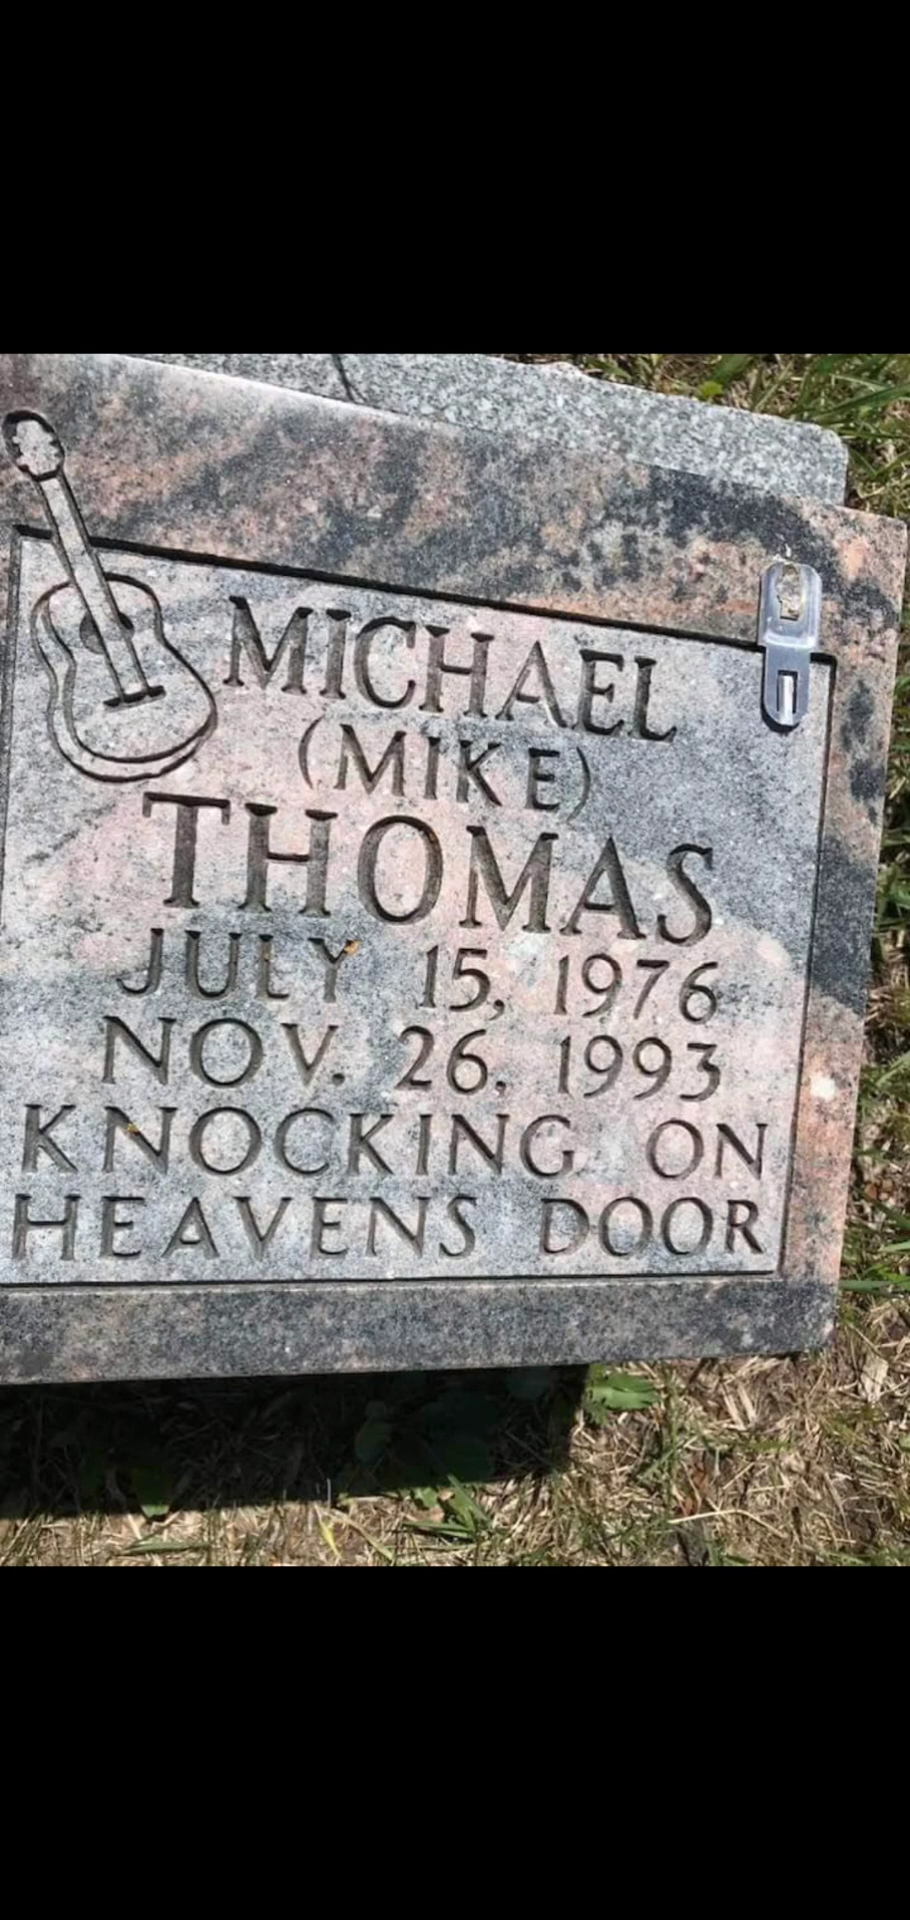 MICHAEL
(MIKE)
THOMAS
JULY 15, 1976
NOV. 26, 1993
KNOCKING ON
HEAVENS DOOR